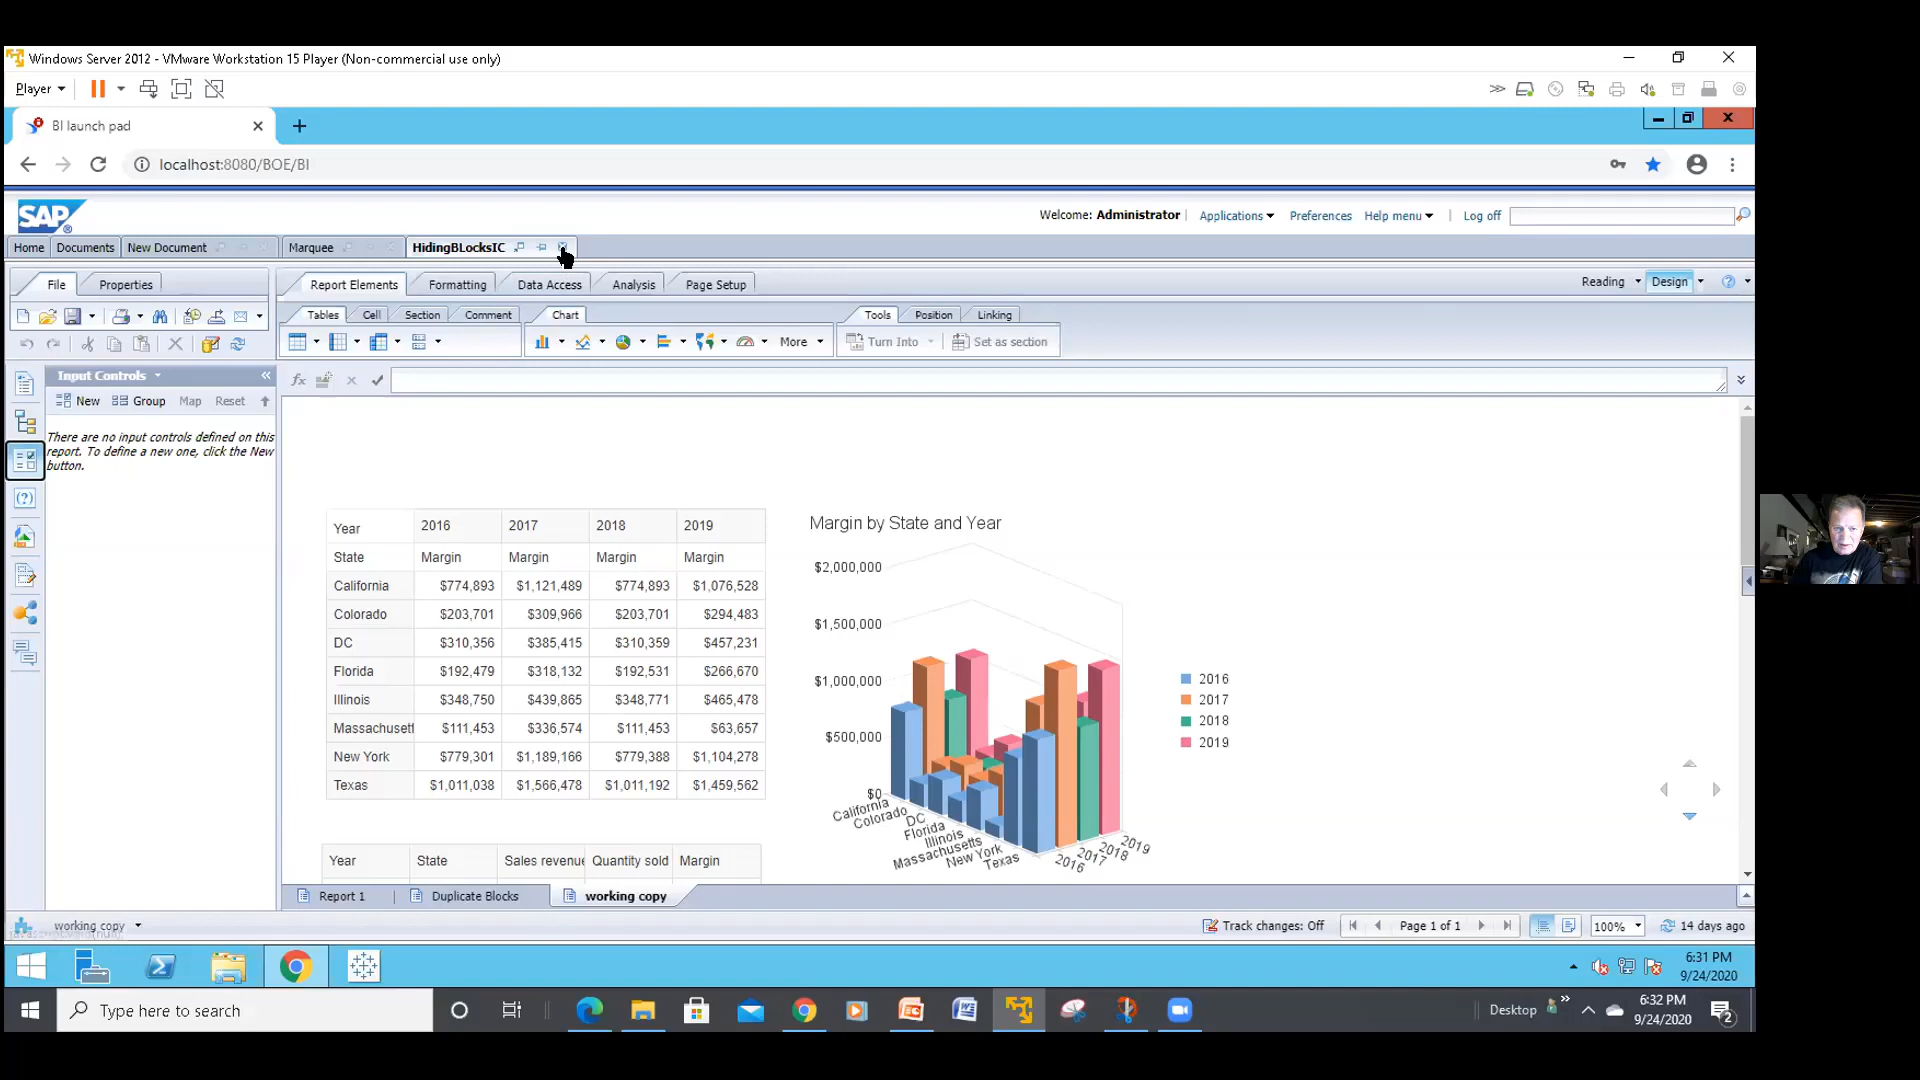 Windows Server 2012 - VMware Workstation 15 Player (Non-commercial use only)
Player
BI launch pad
localhost:8080/BOE/BI
SAP
Welcome: Administrator Applications Preferences Help menu Log off
Home Documents New Document Marquee HidingBLocksIC
File Properties Report Elements Formatting Data Access Analysis Page Setup Reading Design
Tables Cell Section Comment Chart Tools Position Linking
More Turn Into Set as section
Input Controls
New Group Map Reset
There are no input controls defined on this
report. To define a new one, click the New
button.
Year 2016 2017 2018 2019
State Margin Margin Margin Margin
California $774,893 $1,121,489 $774,893 $1,076,528
Colorado $203,701 $309,966 $203,701 $294,483
DC $310,356 $385,415 $310,359 $457,231
Florida $192,479 $318,132 $192,531 $266,670
Illinois $348,750 $439,865 $348,771 $465,478
Massachusett $111,453 $336,574 $111,453 $63,657
New York $779,301 $1,189,166 $779,388 $1,104,278
Texas $1,011,038 $1,566,478 $1,011,192 $1,459,562
Margin by State and Year
$2,000,000
$1,500,000
$1,000,000
$500,000
$0
California
Colorado
DC
Florida
Illinois
Massachusetts
New York
Texas
2016
2017
2018
2019
2016
2017
2018
2019
Year State Sales revenue Quantity sold Margin
Report 1 Duplicate Blocks working copy
working copy Track changes: Off Page 1 of 1 100% 14 days ago
6:31 PM
9/24/2020
Type here to search Desktop
6:32 PM
9/24/2020
2